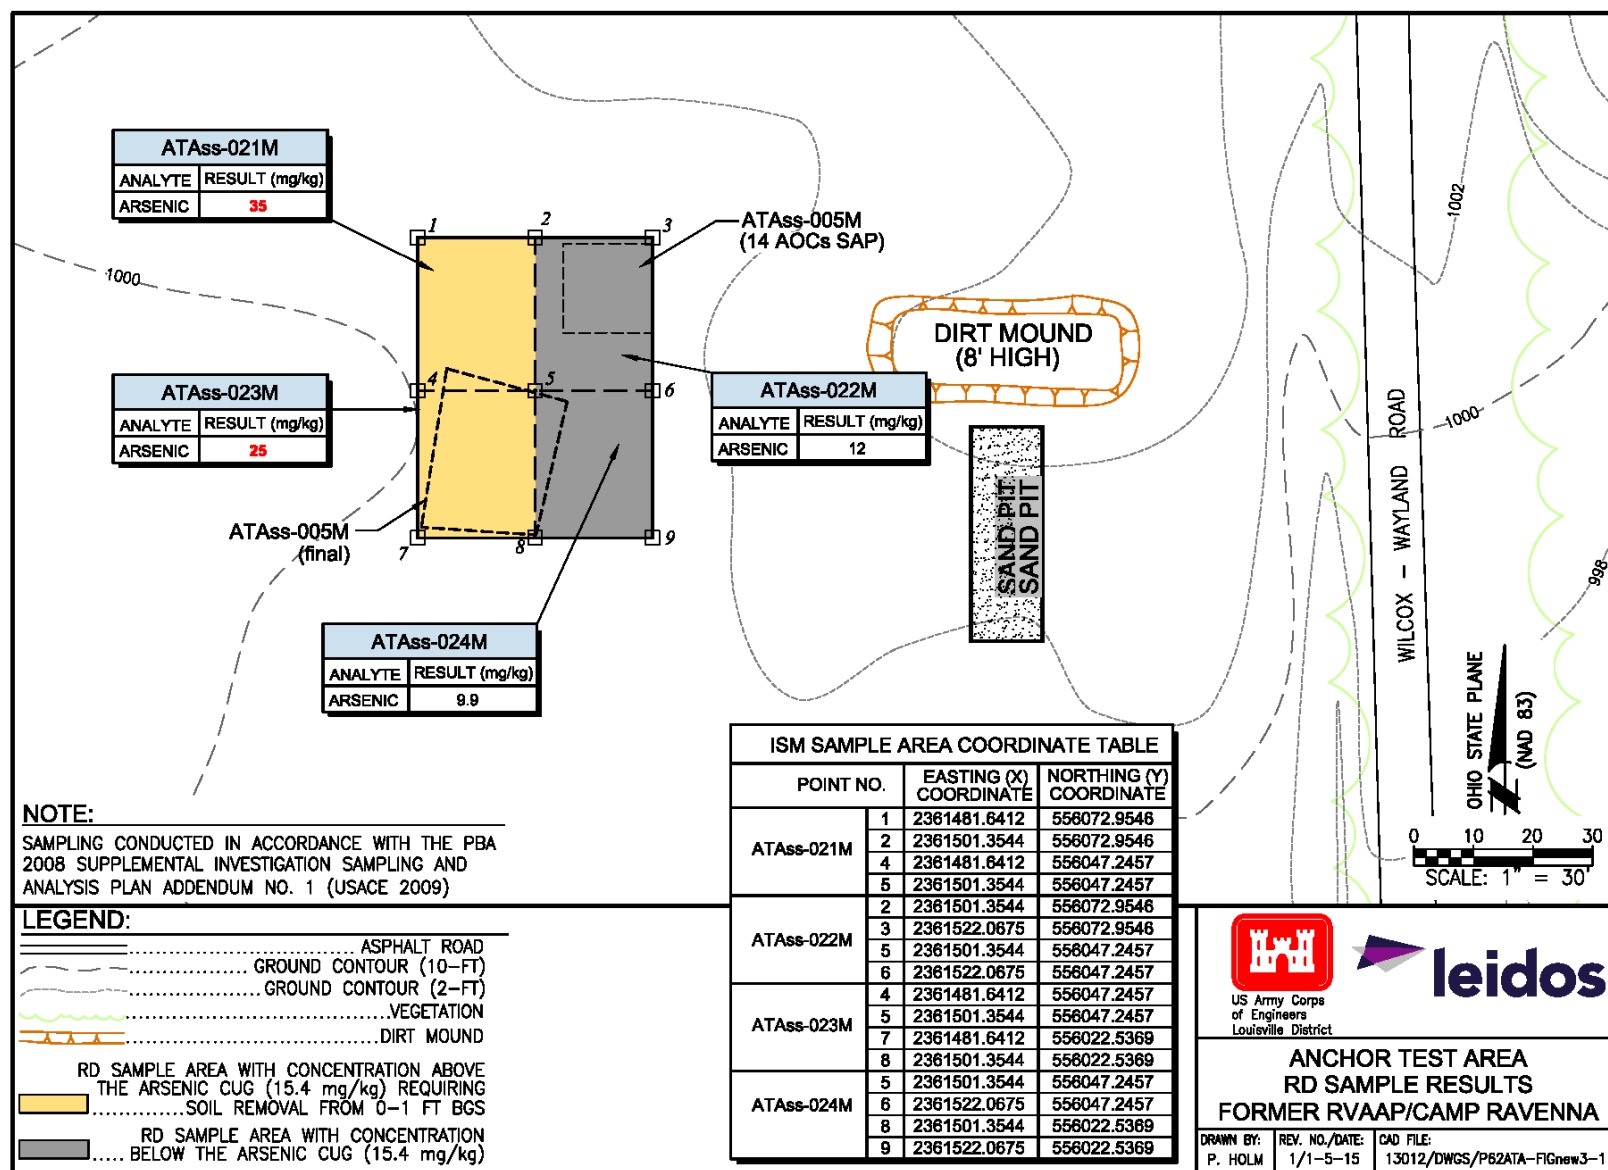 ATAss-021M
ANALYTE RESULT (mg/kg)
ARSENIC 35
1
2
3
ATAss-005M
(14 AOCs SAP)
1000
1002
DIRT MOUND
(8' HIGH)
ATAss-023M
ANALYTE RESULT (mg/kg)
ARSENIC 25
4
5
6
ATAss-022M
ANALYTE RESULT (mg/kg)
ARSENIC 12
1000
WILCOX - WAYLAND ROAD
SAND PIT
SAND PIT
ATAss-005M
(final)
7
8
9
998
ATAss-024M
ANALYTE RESULT (mg/kg)
ARSENIC 9.9
OHIO STATE PLANE
(NAD 83)
0 10 20 30
SCALE: 1" = 30'
NOTE:
SAMPLING CONDUCTED IN ACCORDANCE WITH THE PBA
2008 SUPPLEMENTAL INVESTIGATION SAMPLING AND
ANALYSIS PLAN ADDENDUM NO. 1 (USACE 2009)
ISM SAMPLE AREA COORDINATE TABLE
POINT NO. EASTING (X) COORDINATE NORTHING (Y) COORDINATE
ATAss-021M
1 2361481.6412 556072.9546
2 2361501.3544 556072.9546
4 2361481.6412 556047.2457
5 2361501.3544 556047.2457
ATAss-022M
2 2361501.3544 556072.9546
3 2361522.0675 556072.9546
5 2361501.3544 556047.2457
6 2361522.0675 556047.2457
ATAss-023M
4 2361481.6412 556047.2457
5 2361501.3544 556047.2457
7 2361481.6412 556022.5369
8 2361501.3544 556022.5369
ATAss-024M
5 2361501.3544 556047.2457
6 2361522.0675 556047.2457
8 2361501.3544 556022.5369
9 2361522.0675 556022.5369
LEGEND:
ASPHALT ROAD
GROUND CONTOUR (10-FT)
GROUND CONTOUR (2-FT)
VEGETATION
DIRT MOUND
RD SAMPLE AREA WITH CONCENTRATION ABOVE
THE ARSENIC CUG (15.4 mg/kg) REQUIRING
SOIL REMOVAL FROM 0-1 FT BGS
RD SAMPLE AREA WITH CONCENTRATION
BELOW THE ARSENIC CUG (15.4 mg/kg)
US Army Corps
of Engineers
Louisville District
leidos
ANCHOR TEST AREA
RD SAMPLE RESULTS
FORMER RVAAP/CAMP RAVENNA
DRAWN BY: REV. NO./DATE: CAD FILE:
P. HOLM 1/1-5-15 13012/DWGS/P62ATA-FIGnew3-1